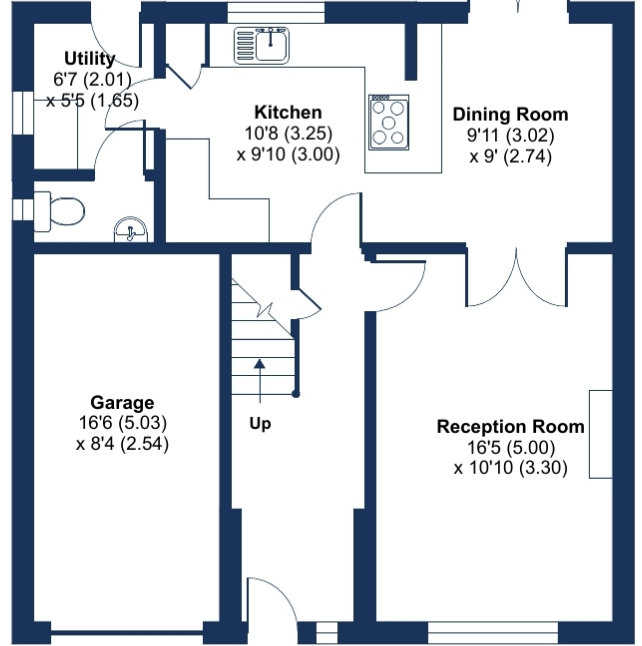 Utility
6'7 (2.01)
x 5'5 (1.65)
Kitchen
10'8 (3.25)
x 9'10 (3.00)
Dining Room
9'11 (3.02)
x 9' (2.74)
Garage
16'6 (5.03)
x 8'4 (2.54)
Up
Reception Room
16'5 (5.00)
x 10'10 (3.30)